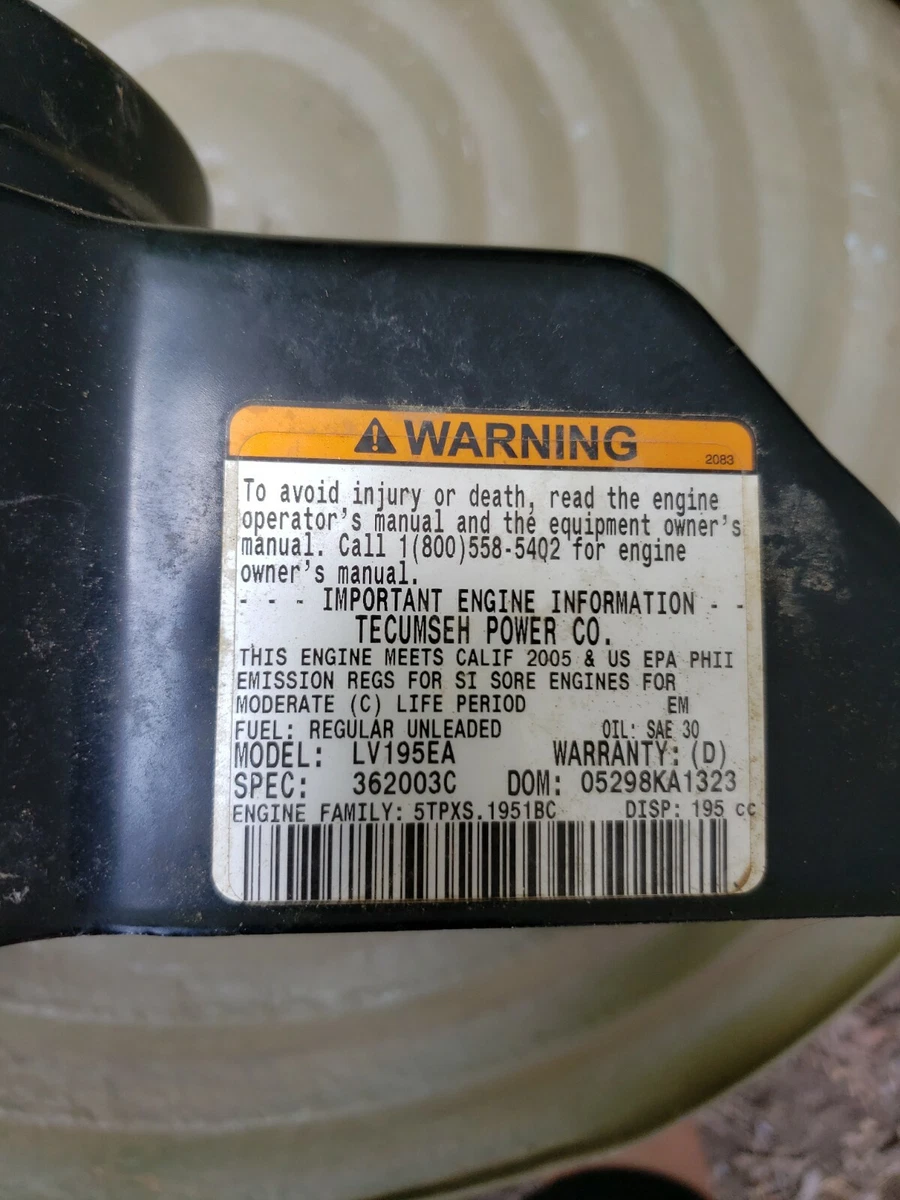 WARNING
2083
To avoid injury or death, read the engine
operator's manual and the equipment owner's
manual. Call 1(800)558-5402 for engine
owner's manual.
- - - IMPORTANT ENGINE INFORMATION - -
TECUMSEH POWER CO.
THIS ENGINE MEETS CALIF 2005 & US EPA PHII
EMISSION REGS FOR SI SORE ENGINES FOR
MODERATE (C) LIFE PERIOD EM
FUEL: REGULAR UNLEADED OIL: SAE 30
MODEL: LV195EA WARRANTY: (D)
SPEC: 362003C DOM: 05298KA1323
ENGINE FAMILY: 5TPXS.1951BC DISP: 195 cc